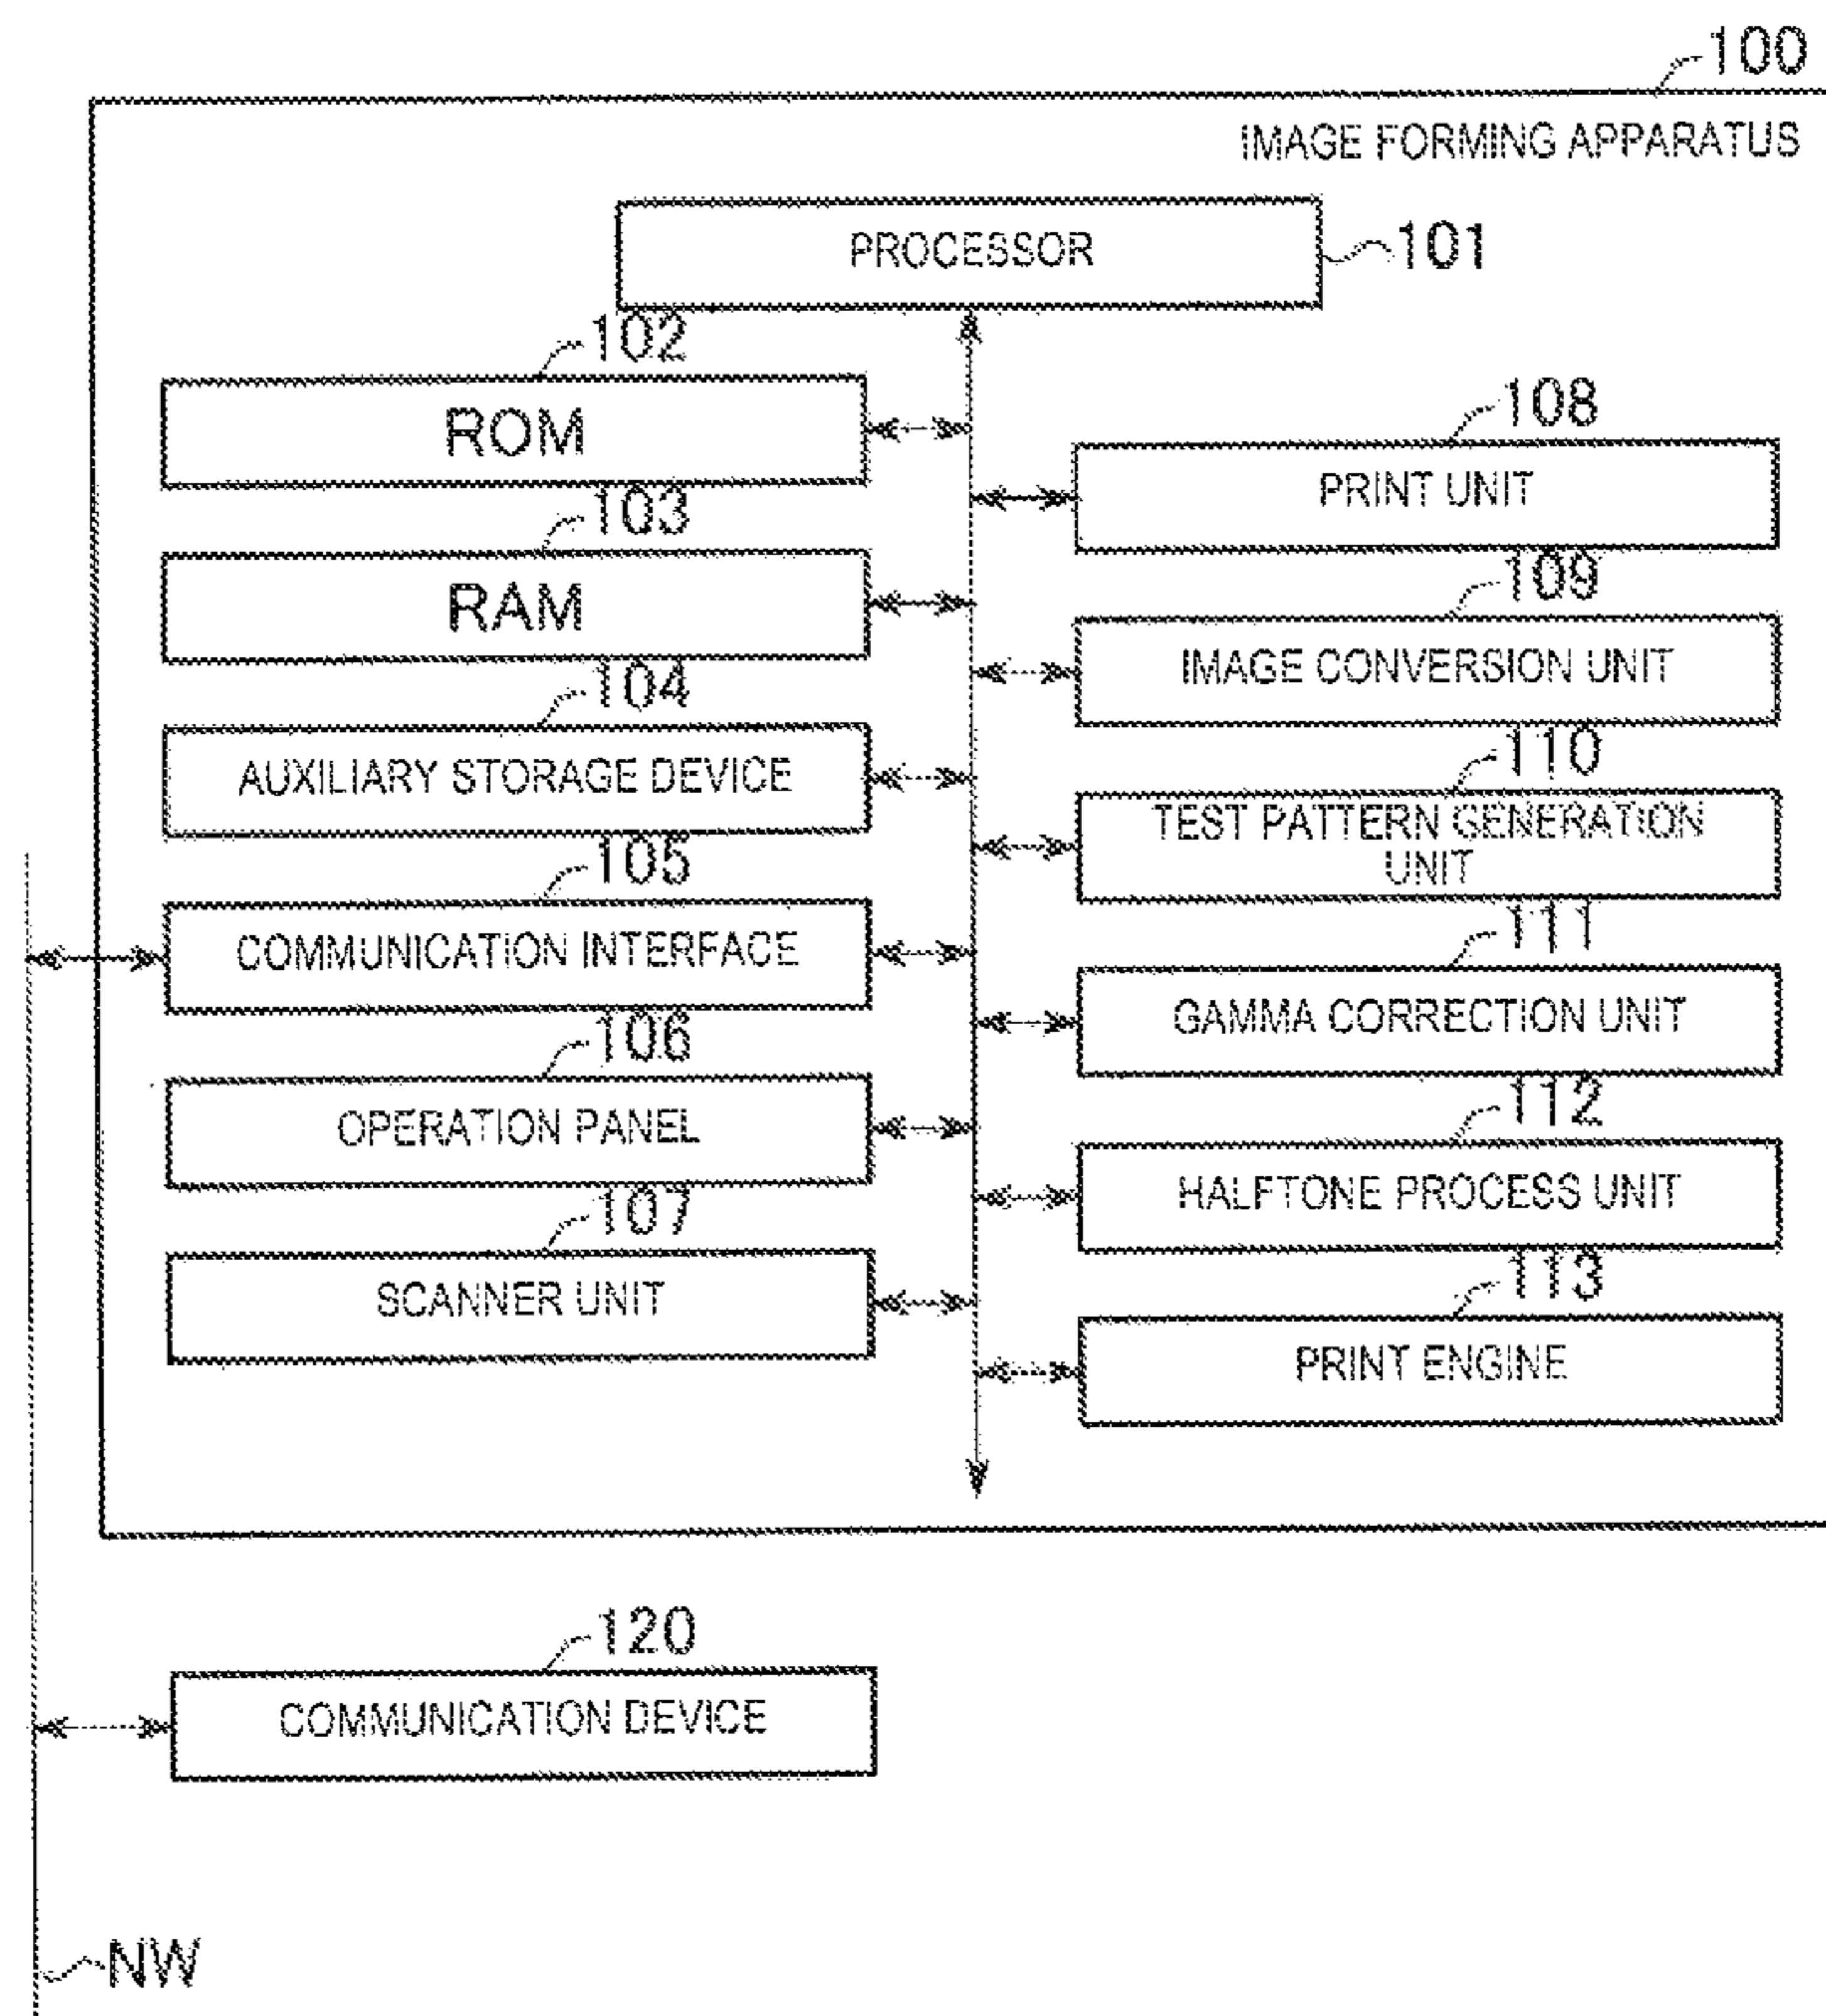 100
IMAGE FORMING APPARATUS
PROCESSOR
101
102
ROM
103
RAM
104
AUXILIARY STORAGE DEVICE
105
COMMUNICATION INTERFACE
106
OPERATION PANEL
107
SCANNER UNIT
108
PRINT UNIT
109
IMAGE CONVERSION UNIT
110
TEST PATTERN GENERATION
UNIT
111
GAMMA CORRECTION UNIT
112
HALFTONE PROCESS UNIT
113
PRINT ENGINE
120
COMMUNICATION DEVICE
NW